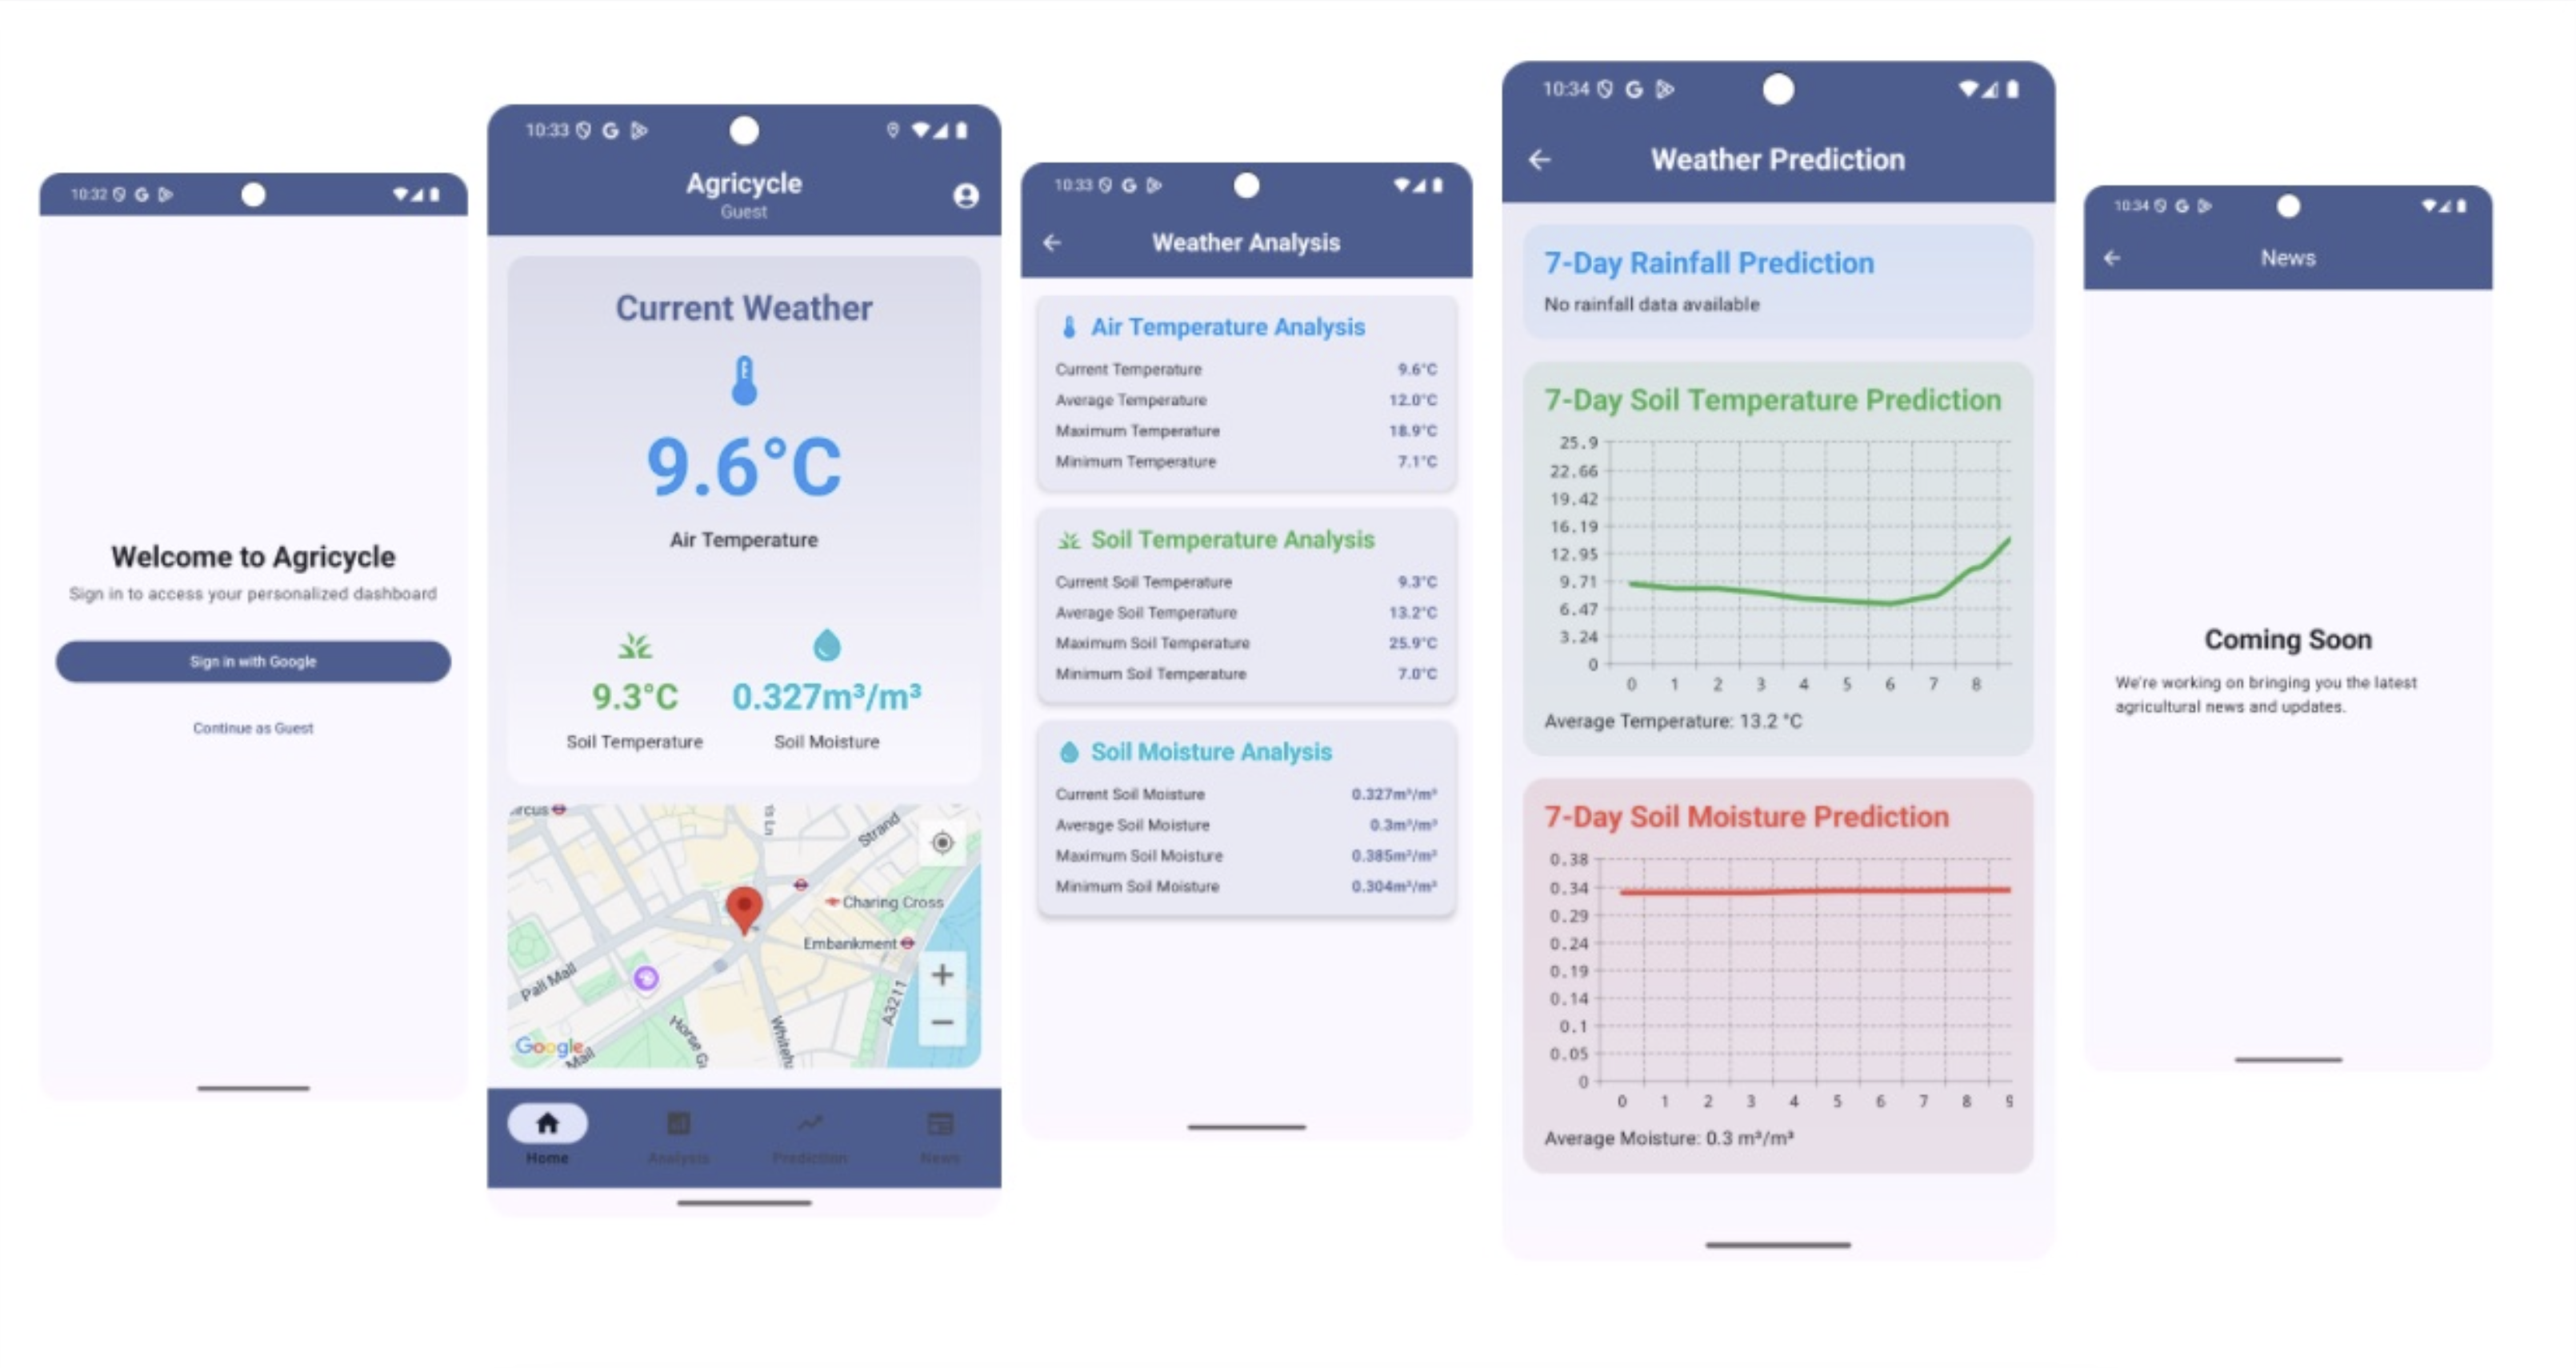 10:32
Welcome to Agricycle
Sign in to access your personalized dashboard
Sign in with Google
Continue as Guest
10:33
Agricycle
Guest
Current Weather
9.6°C
Air Temperature
9.3°C 0.327m³/m³
Soil Temperature Soil Moisture
ircus
Strand
Charing Cross
Embankment
Pall Mall
A3211
Horse G
Whiteha
Mall
Google
Home Analysis Prediction News
10:33
Weather Analysis
Air Temperature Analysis
Current Temperature 9.6°C
Average Temperature 12.0°C
Maximum Temperature 18.9°C
Minimum Temperature 7.1°C
Soil Temperature Analysis
Current Soil Temperature 9.3°C
Average Soil Temperature 13.2°C
Maximum Soil Temperature 25.9°C
Minimum Soil Temperature 7.0°C
Soil Moisture Analysis
Current Soil Moisture 0.327m³/m³
Average Soil Moisture 0.3m³/m³
Maximum Soil Moisture 0.385m³/m³
Minimum Soil Moisture 0.304m³/m³
10:34
Weather Prediction
7-Day Rainfall Prediction
No rainfall data available
7-Day Soil Temperature Prediction
25.9
22.66
19.42
16.19
12.95
9.71
6.47
3.24
0
0 1 2 3 4 5 6 7 8
Average Temperature: 13.2 °C
7-Day Soil Moisture Prediction
0.38
0.34
0.29
0.24
0.19
0.14
0.1
0.05
0
0 1 2 3 4 5 6 7 8 9
Average Moisture: 0.3 m³/m³
10:34
News
Coming Soon
We're working on bringing you the latest
agricultural news and updates.